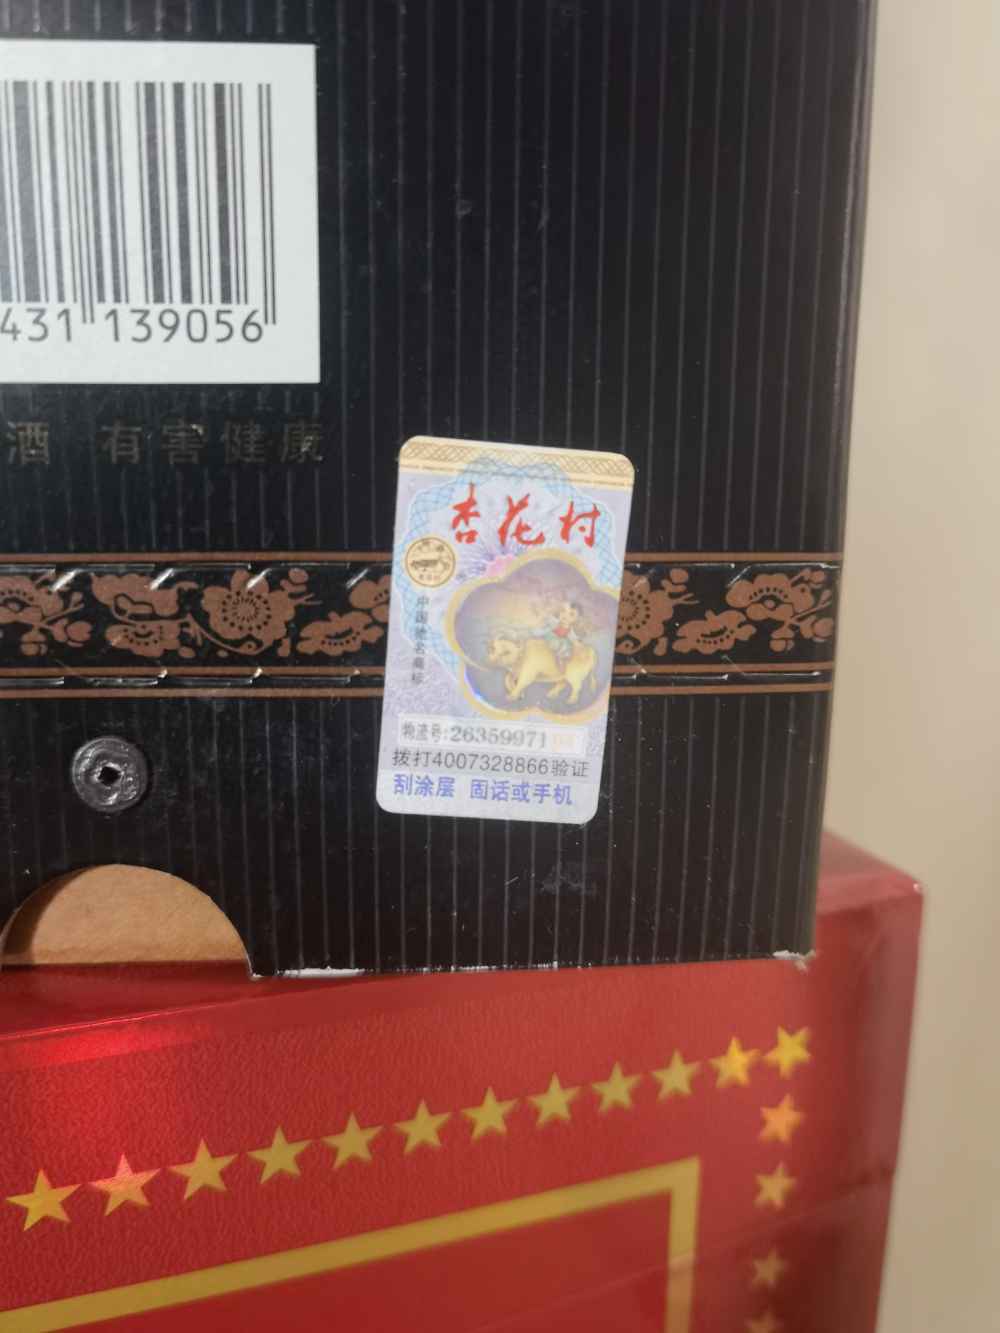 431 139056
酒 有害健康
杏花村
中国驰名商标
物流号:26359971
拨打4007328866验证
刮涂层 固话或手机